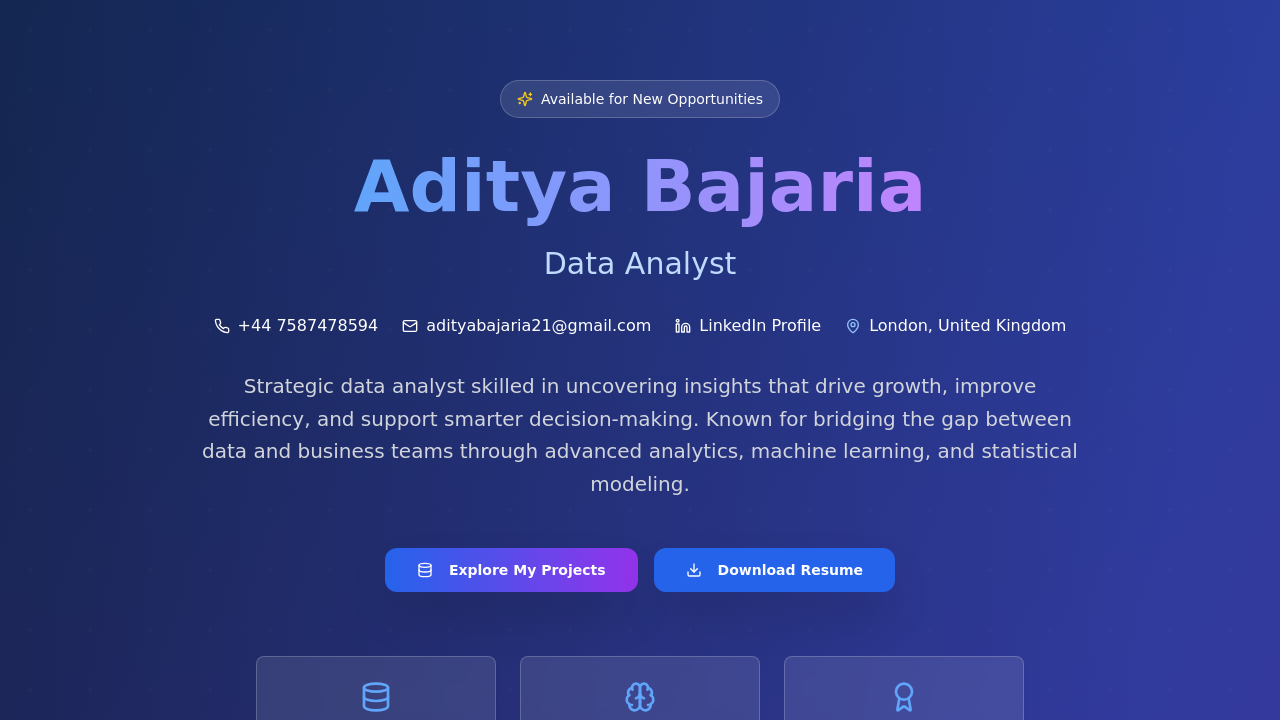 Available for New Opportunities
Aditya Bajaria
Data Analyst
+44 7587478594 adityabajaria21@gmail.com LinkedIn Profile London, United Kingdom
Strategic data analyst skilled in uncovering insights that drive growth, improve
efficiency, and support smarter decision-making. Known for bridging the gap between
data and business teams through advanced analytics, machine learning, and statistical
modeling.
Explore My Projects Download Resume